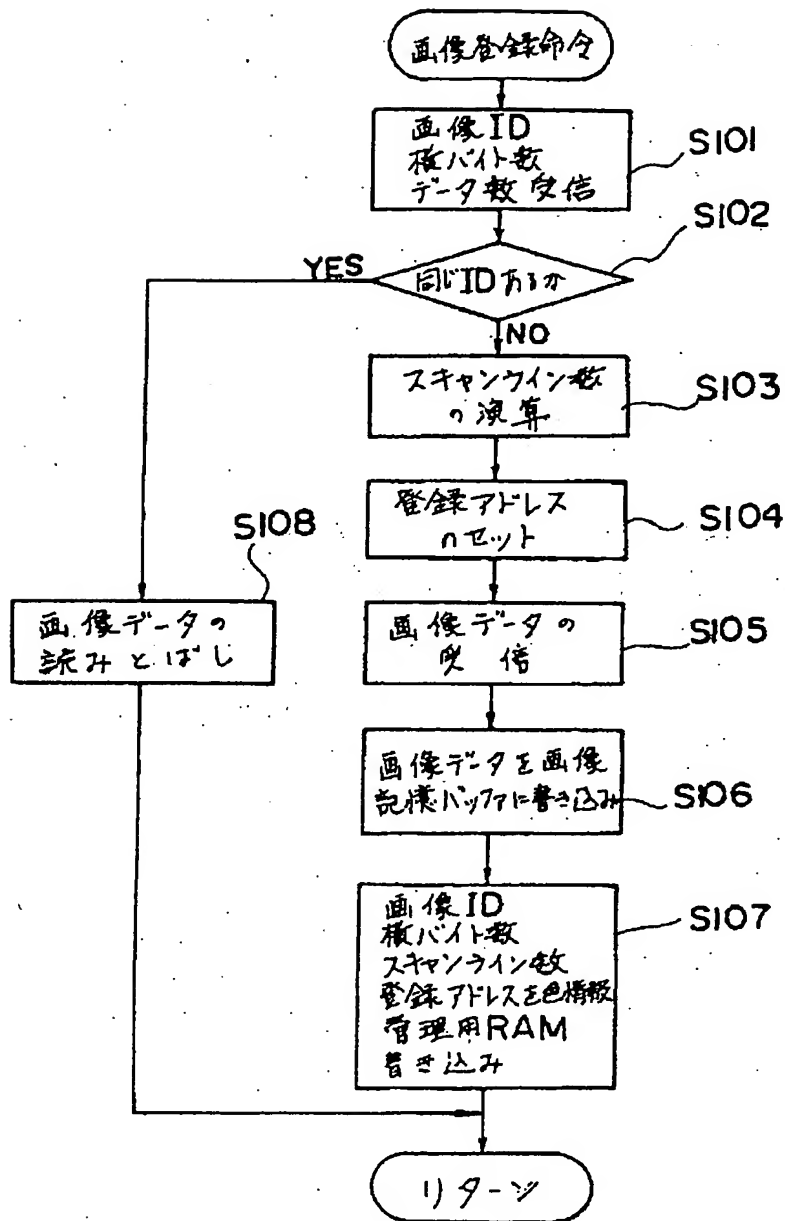 画像登録命令
画像ID
横バイト数
データ数受信
S101
S102
同じIDあるか
YES
NO
スキャンライン数
の演算
S103
登録アドレス
のセット
S104
S108
画像データの
読みとばし
画像データの
受信
S105
画像データを画像
記憶バッファに書き込み
S106
画像ID
横バイト数
スキャンライン数
登録アドレスを色情報
管理用RAM
書き込み
S107
リターン